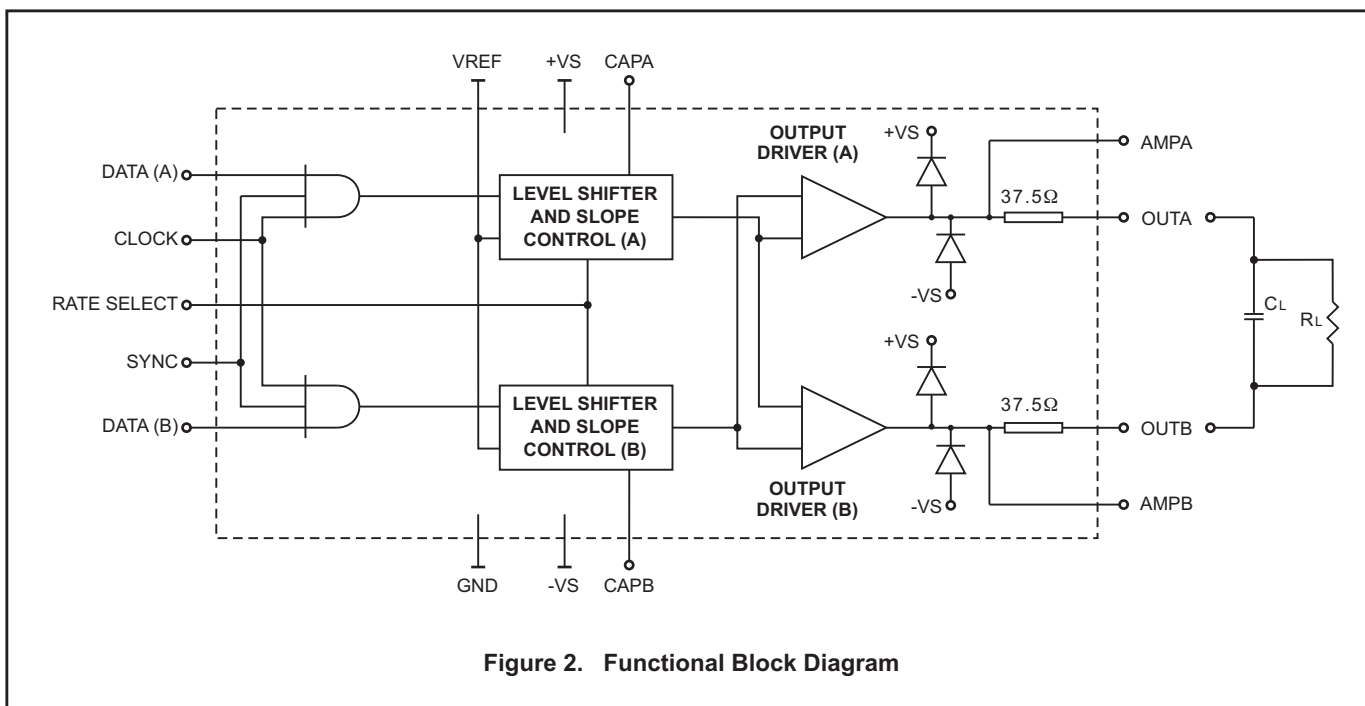 VREF
+VS
CAPA
OUTPUT
DRIVER (A)
+VS
AMPA
DATA (A)
LEVEL SHIFTER
AND SLOPE
CONTROL (A)
37.5Ω
OUTA
CLOCK
-VS
RATE SELECT
CL
RL
SYNC
+VS
LEVEL SHIFTER
AND SLOPE
CONTROL (B)
37.5Ω
DATA (B)
OUTB
OUTPUT
DRIVER (B)
-VS
AMPB
GND
-VS
CAPB
Figure 2. Functional Block Diagram